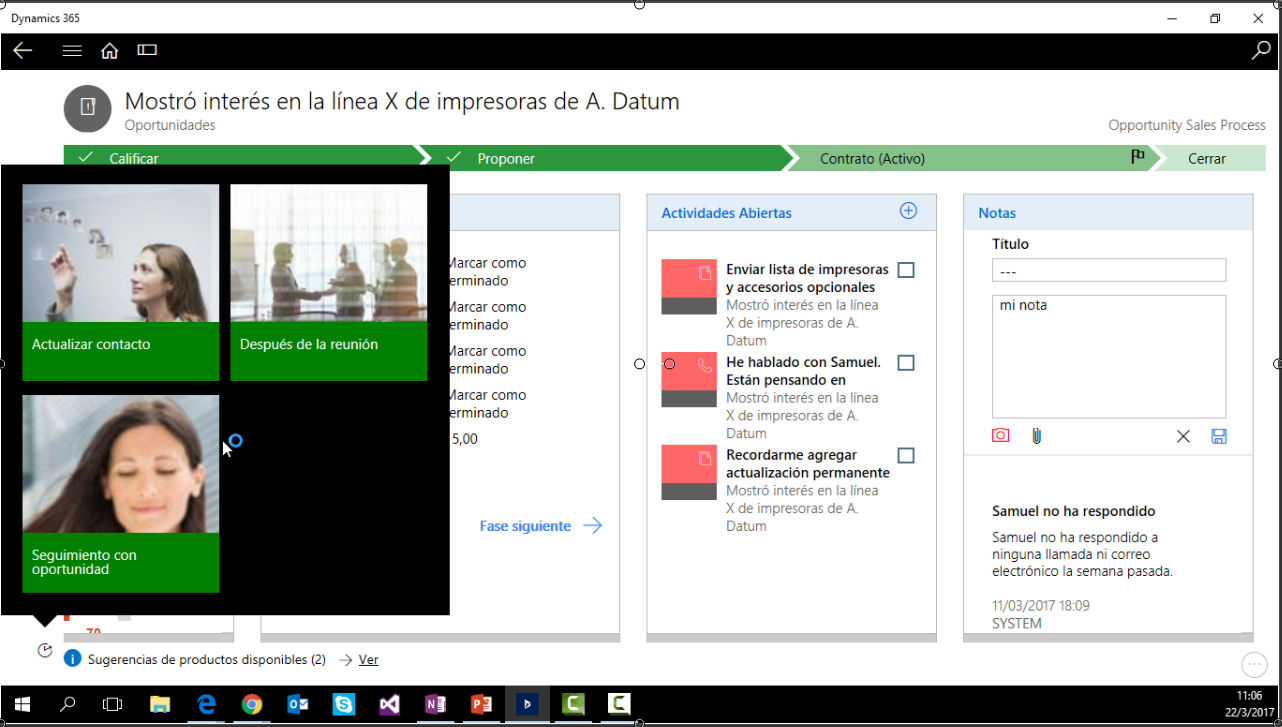 Dynamics 365
Mostró interés en la línea X de impresoras de A. Datum
Oportunidades
Opportunity Sales Process
Calificar
Proponer
Contrato (Activo)
Cerrar
Actualizar contacto
Después de la reunión
Seguimiento con
oportunidad
Marcar como
erminado
Marcar como
erminado
Marcar como
erminado
Marcar como
erminado
5,00
Fase siguiente
Actividades Abiertas
Enviar lista de impresoras
y accesorios opcionales
Mostró interés en la línea
X de impresoras de A.
Datum
He hablado con Samuel.
Están pensando en
Mostró interés en la línea
X de impresoras de A.
Datum
Recordarme agregar
actualización permanente
Mostró interés en la línea
X de impresoras de A.
Datum
Notas
Título
---
mi nota
Samuel no ha respondido
Samuel no ha respondido a
ninguna llamada ni correo
electrónico la semana pasada.
11/03/2017 18:09
SYSTEM
Sugerencias de productos disponibles (2)
Ver
11:06
22/3/2017